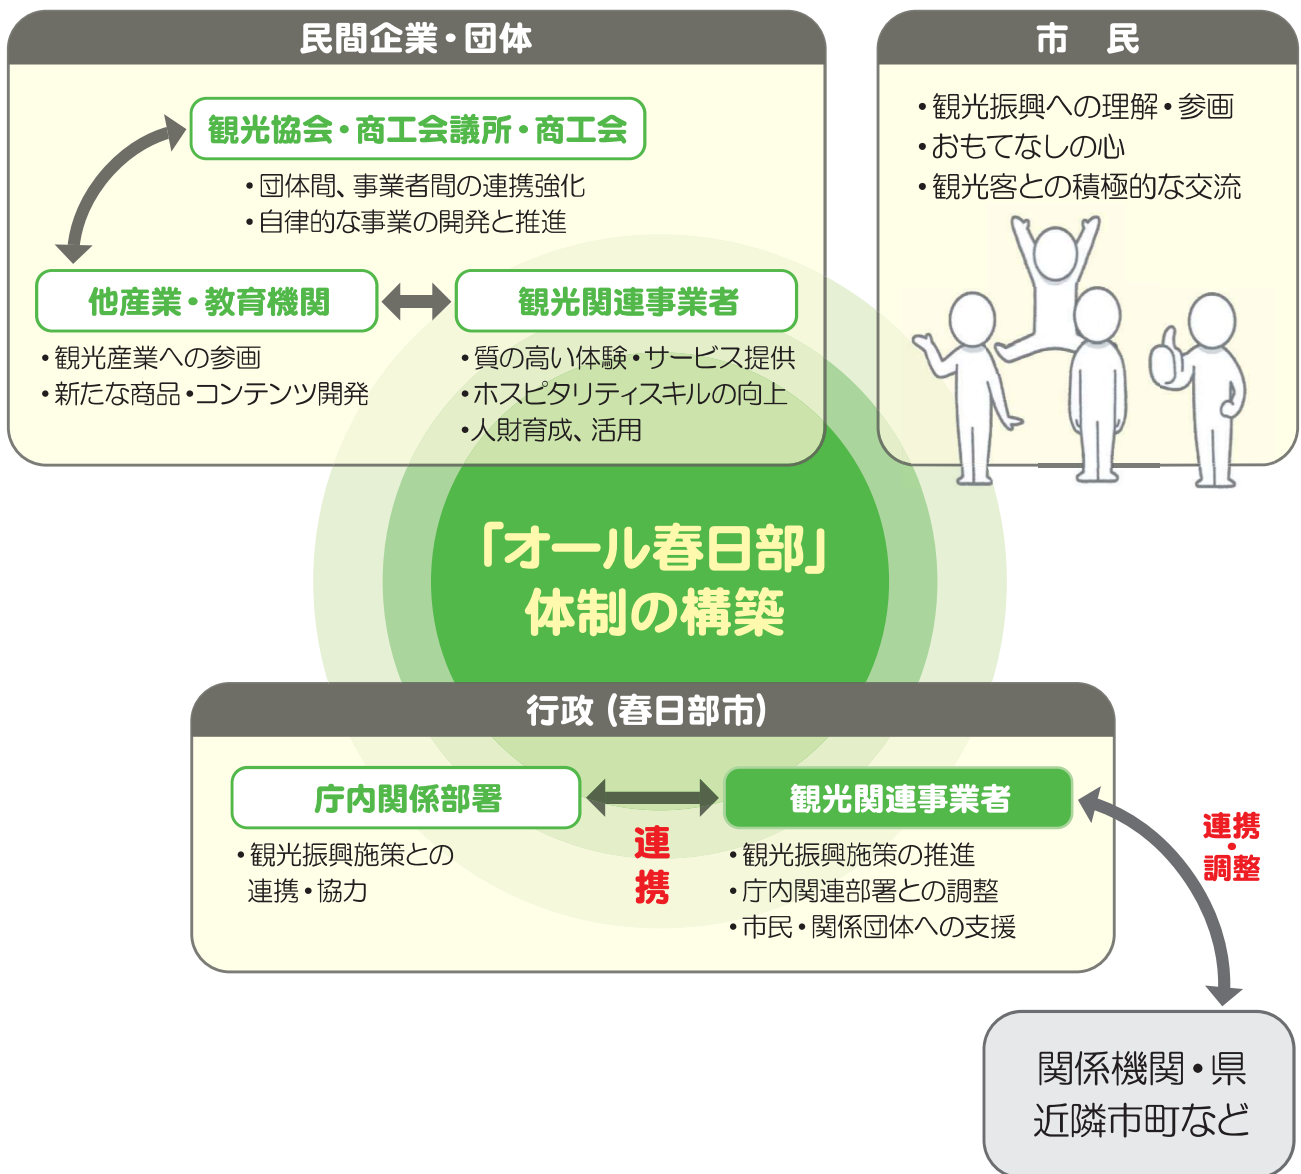 民間企業・団体
観光協会・商工会議所・商工会
・団体間、事業者間の連携強化
・自律的な事業の開発と推進
他産業・教育機関
・観光産業への参画
・新たな商品・コンテンツ開発
観光関連事業者
・質の高い体験・サービス提供
・ホスピタリティスキルの向上
・人財育成、活用
市　民
・観光振興への理解・参画
・おもてなしの心
・観光客との積極的な交流
「オール春日部」
体制の構築
行政（春日部市）
庁内関係部署
・観光振興施策との
連携・協力
連
携
観光関連事業者
・観光振興施策の推進
・庁内関連部署との調整
・市民・関係団体への支援
連携
・
調整
関係機関・県
近隣市町など